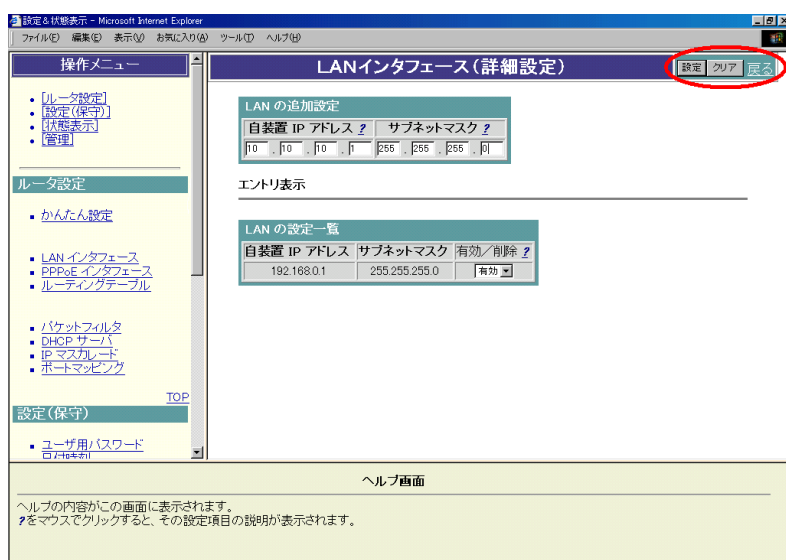 設定&状態表示 - Microsoft Internet Explorer
ファイル(F) 編集(E) 表示(V) お気に入り(A) ツール(T) ヘルプ(H)
操作メニュー
[ルータ設定]
[設定(保守)]
[状態表示]
[管理]
ルータ設定
かんたん設定
LAN インタフェース
PPPoE インタフェース
ルーティングテーブル
パケットフィルタ
DHCP サーバ
IP マスカレード
ポートマッピング
TOP
設定(保守)
ユーザ用パスワード
日付時刻
LANインタフェース(詳細設定)
設定 クリア 戻る
LAN の追加設定
自装置 IP アドレス ? サブネットマスク ?
10 . 10 . 10 . 1 255 . 255 . 255 . 0
エントリ表示
LAN の設定一覧
自装置 IP アドレス サブネットマスク 有効/削除 ?
192.168.0.1 255.255.255.0 有効
ヘルプ画面
ヘルプの内容がこの画面に表示されます。
?をマウスでクリックすると、その設定項目の説明が表示されます。